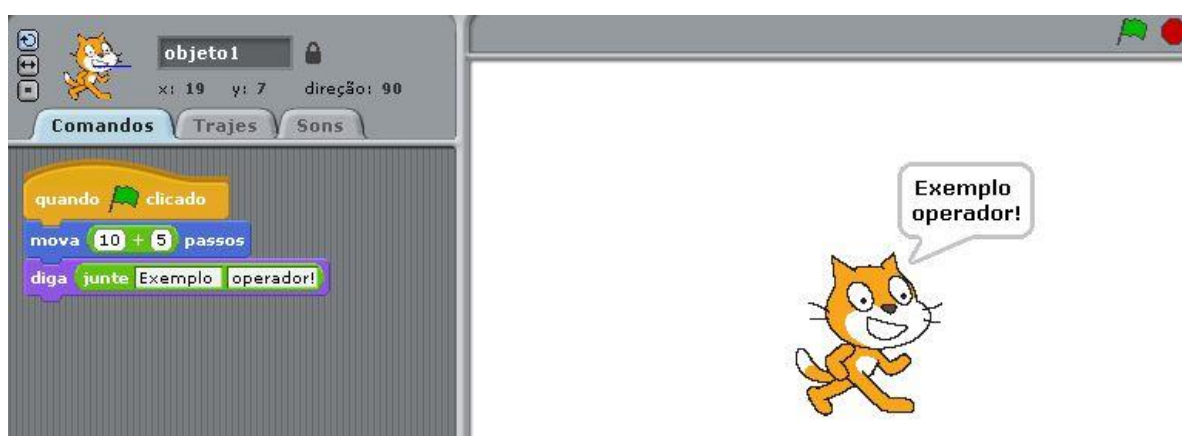 objeto1
x: 19 y: 7 direção: 90
Comandos Trajes Sons
quando clicado
mova 10 + 5 passos
diga junte Exemplo operador!
Exemplo
operador!